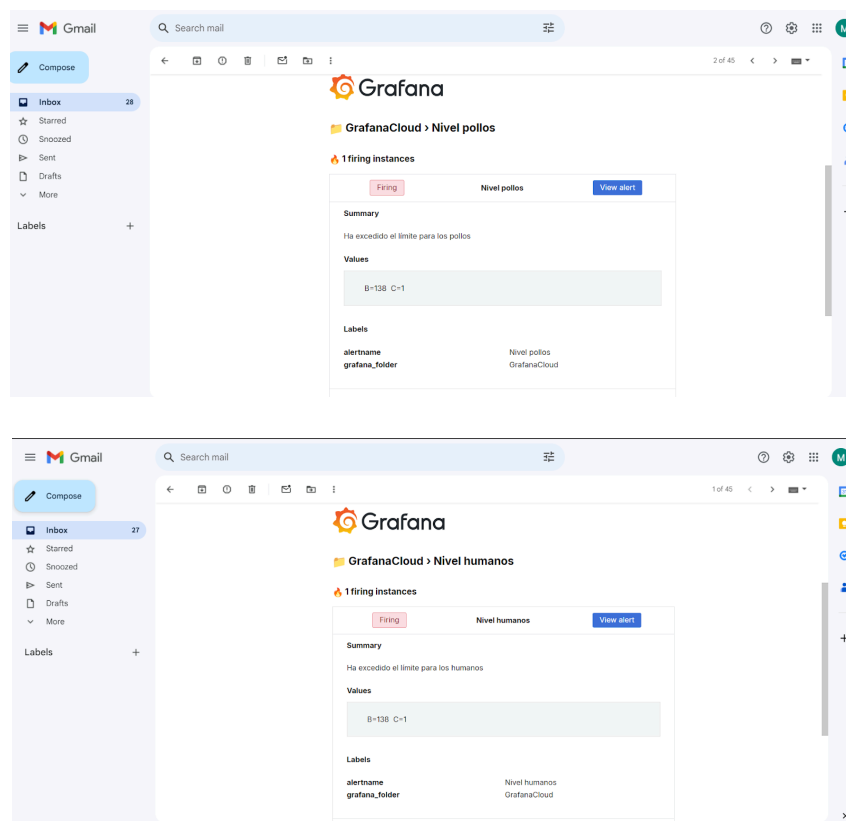 Gmail
Search mail
M
Compose
2 of 45
Grafana
Inbox 28
GrafanaCloud › Nivel pollos
Starred
Snoozed
1 firing instances
Sent
Drafts
Firing Nivel pollos View alert
More
Summary
Labels
Ha excedido el límite para los pollos
Values
B=138 C=1
Labels
alertname Nivel pollos
grafana_folder GrafanaCloud
Gmail
Search mail
M
Compose
1 of 45
Grafana
Inbox 27
Starred
GrafanaCloud › Nivel humanos
Snoozed
Sent
1 firing instances
Drafts
More
Firing Nivel humanos View alert
Summary
Labels
Ha excedido el límite para los humanos
Values
B=138 C=1
Labels
alertname Nivel humanos
grafana_folder GrafanaCloud